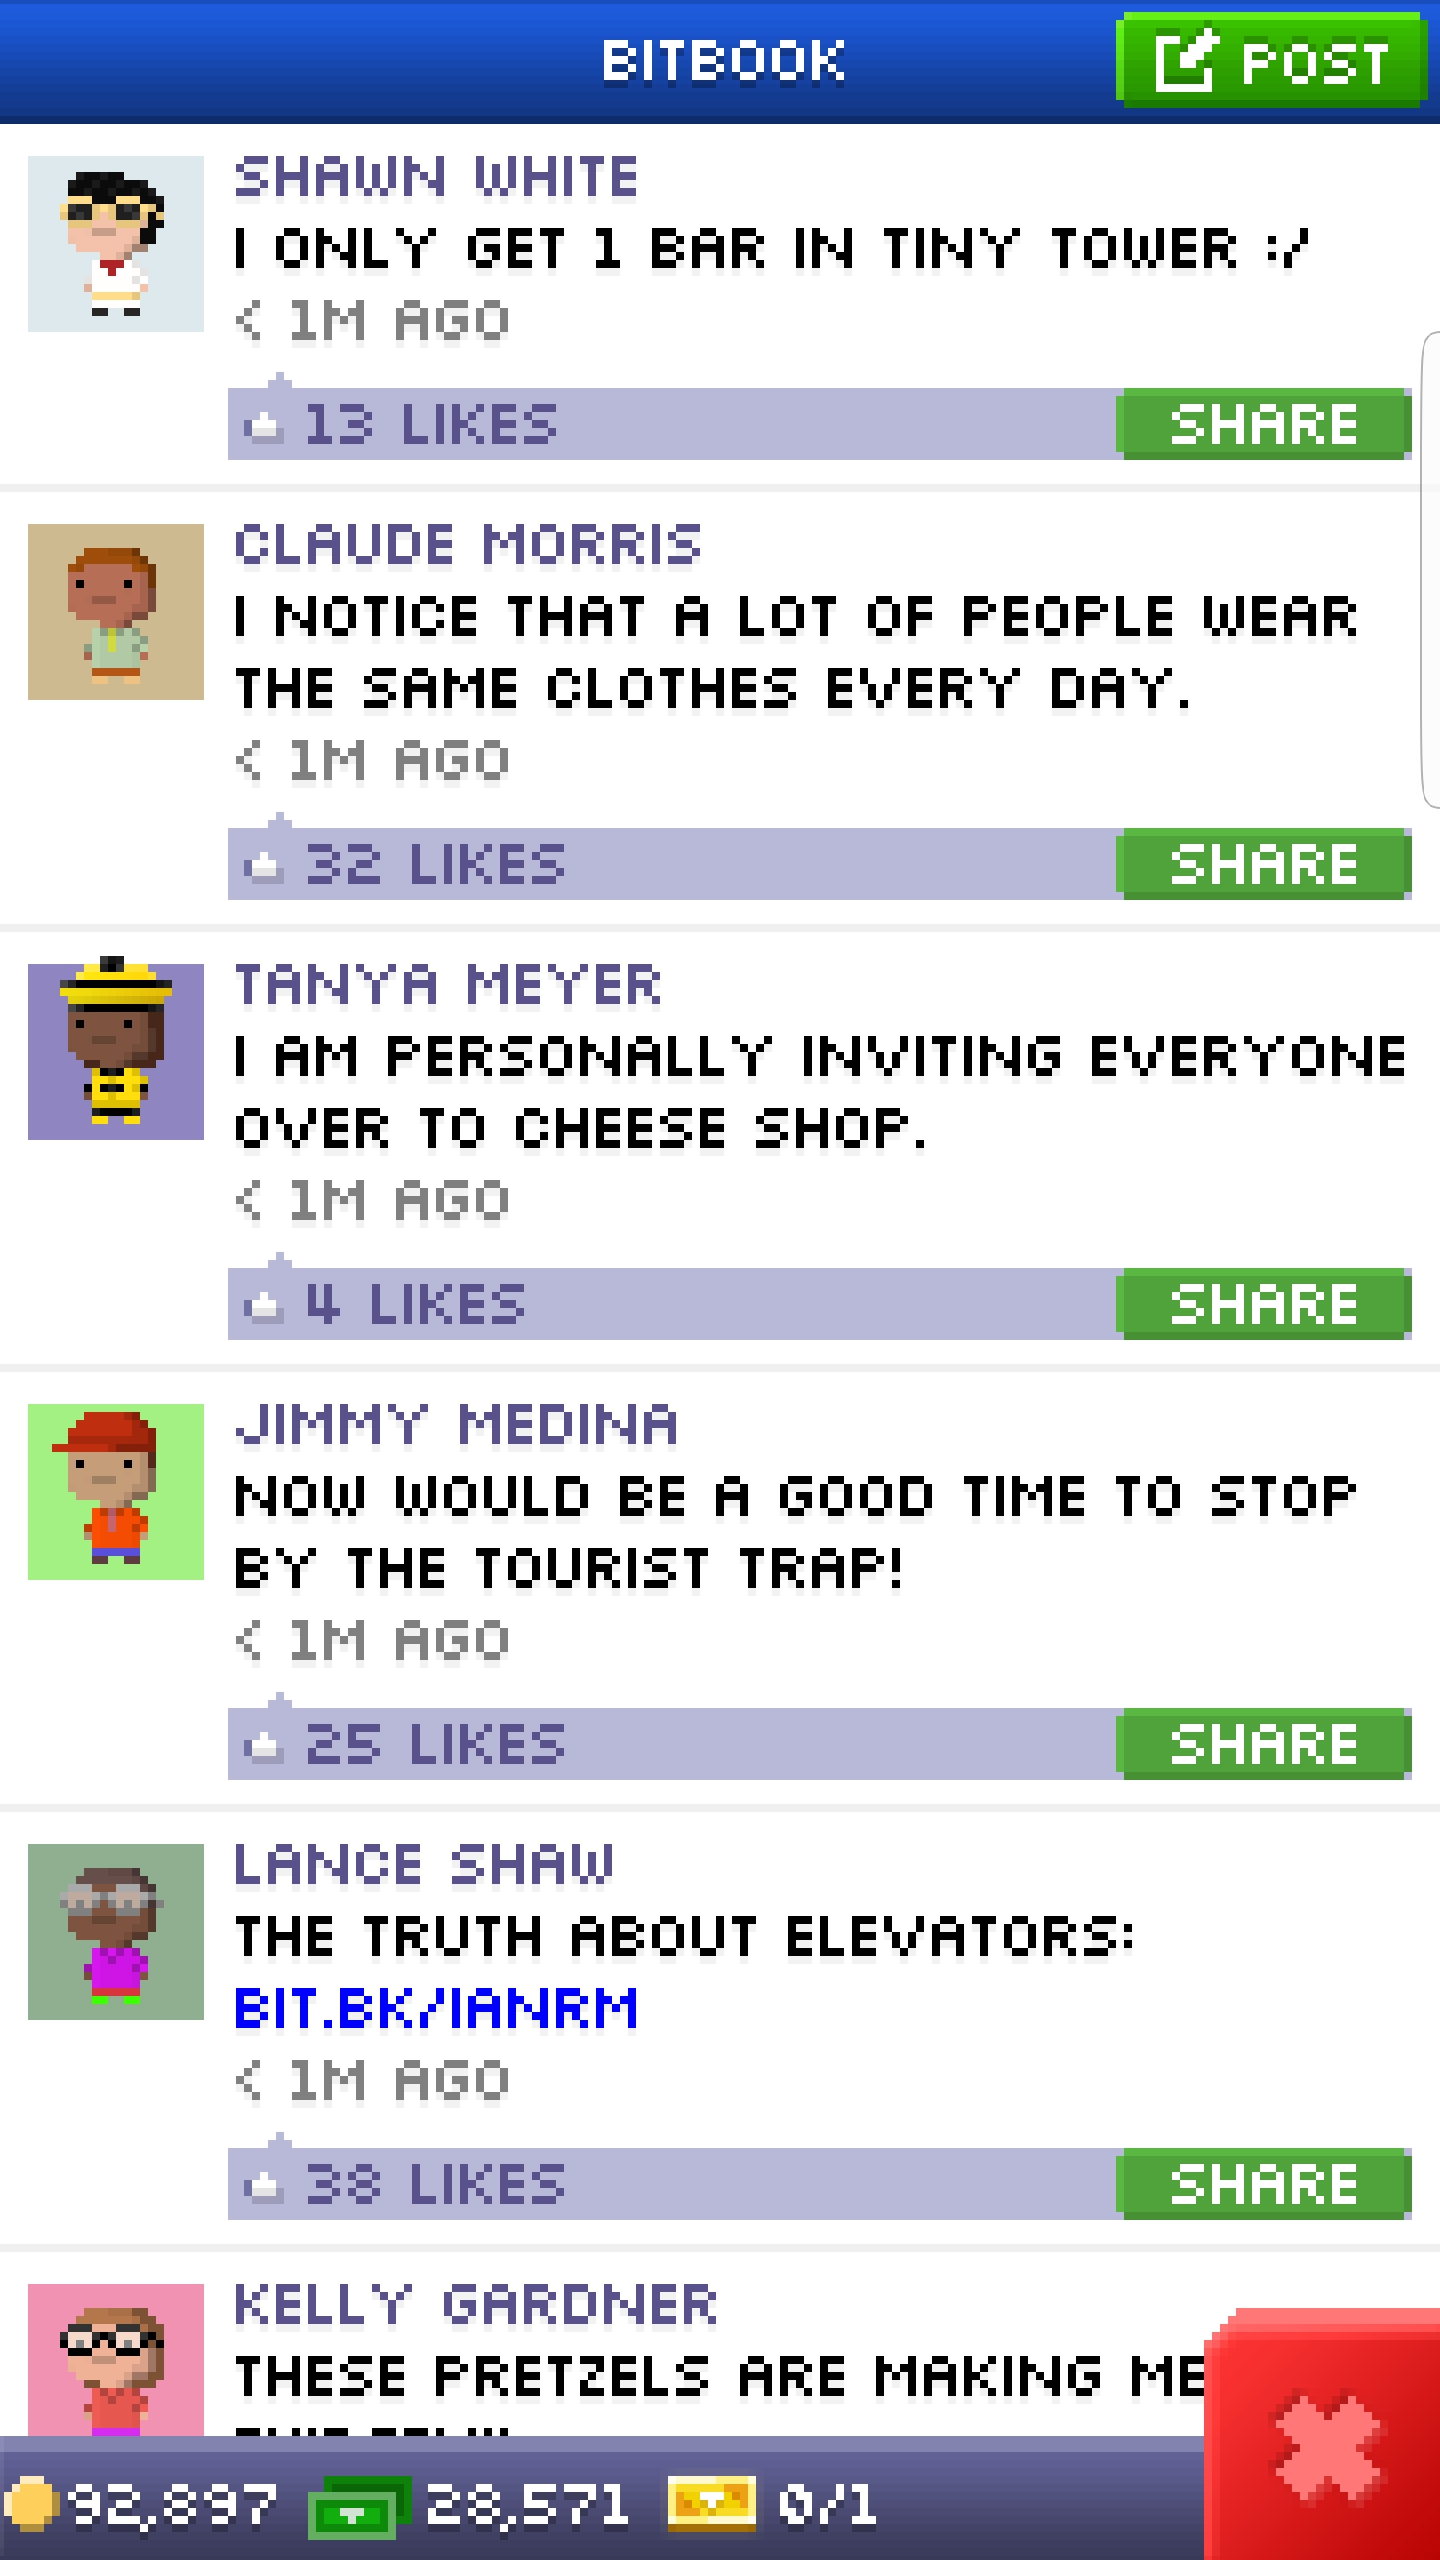 BITBOOK
POST
SHAWN WHITE
I ONLY GET 1 BAR IN TINY TOWER :/
< 1M AGO
13 LIKES
SHARE
CLAUDE MORRIS
I NOTICE THAT A LOT OF PEOPLE WEAR
THE SAME CLOTHES EVERY DAY.
< 1M AGO
32 LIKES
SHARE
TANYA MEYER
I AM PERSONALLY INVITING EVERYONE
OVER TO CHEESE SHOP.
< 1M AGO
4 LIKES
SHARE
JIMMY MEDINA
NOW WOULD BE A GOOD TIME TO STOP
BY THE TOURIST TRAP!
< 1M AGO
25 LIKES
SHARE
LANCE SHAW
THE TRUTH ABOUT ELEVATORS:
BIT.BK/IANRM
< 1M AGO
38 LIKES
SHARE
KELLY GARDNER
THESE PRETZELS ARE MAKING ME
92,897
28,571
0/1